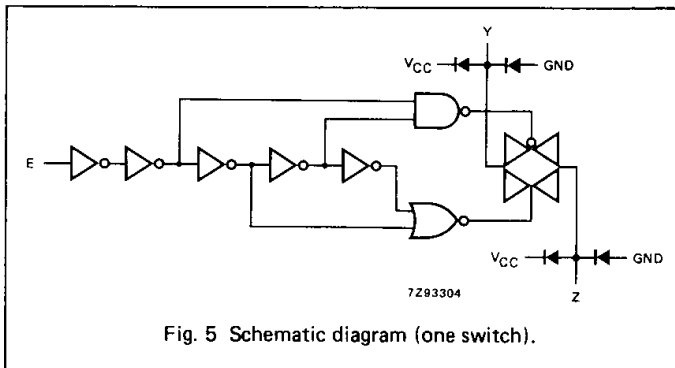 Y
VCC
GND
E
VCC
GND
7Z93304
Z
Fig. 5 Schematic diagram (one switch).